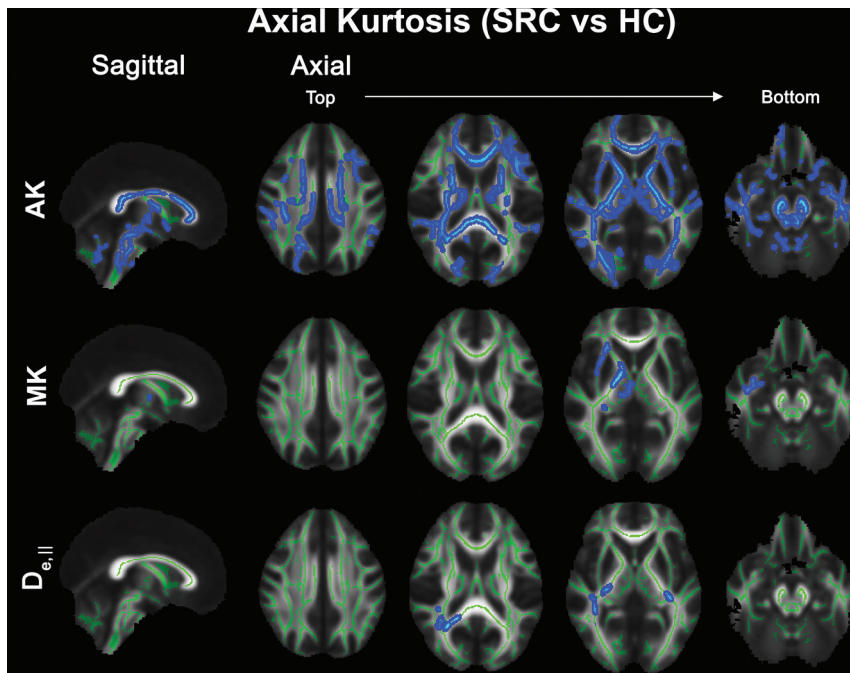 Axial Kurtosis (SRC vs HC)
Sagittal
Axial
Top
Bottom
AK
MK
De,||